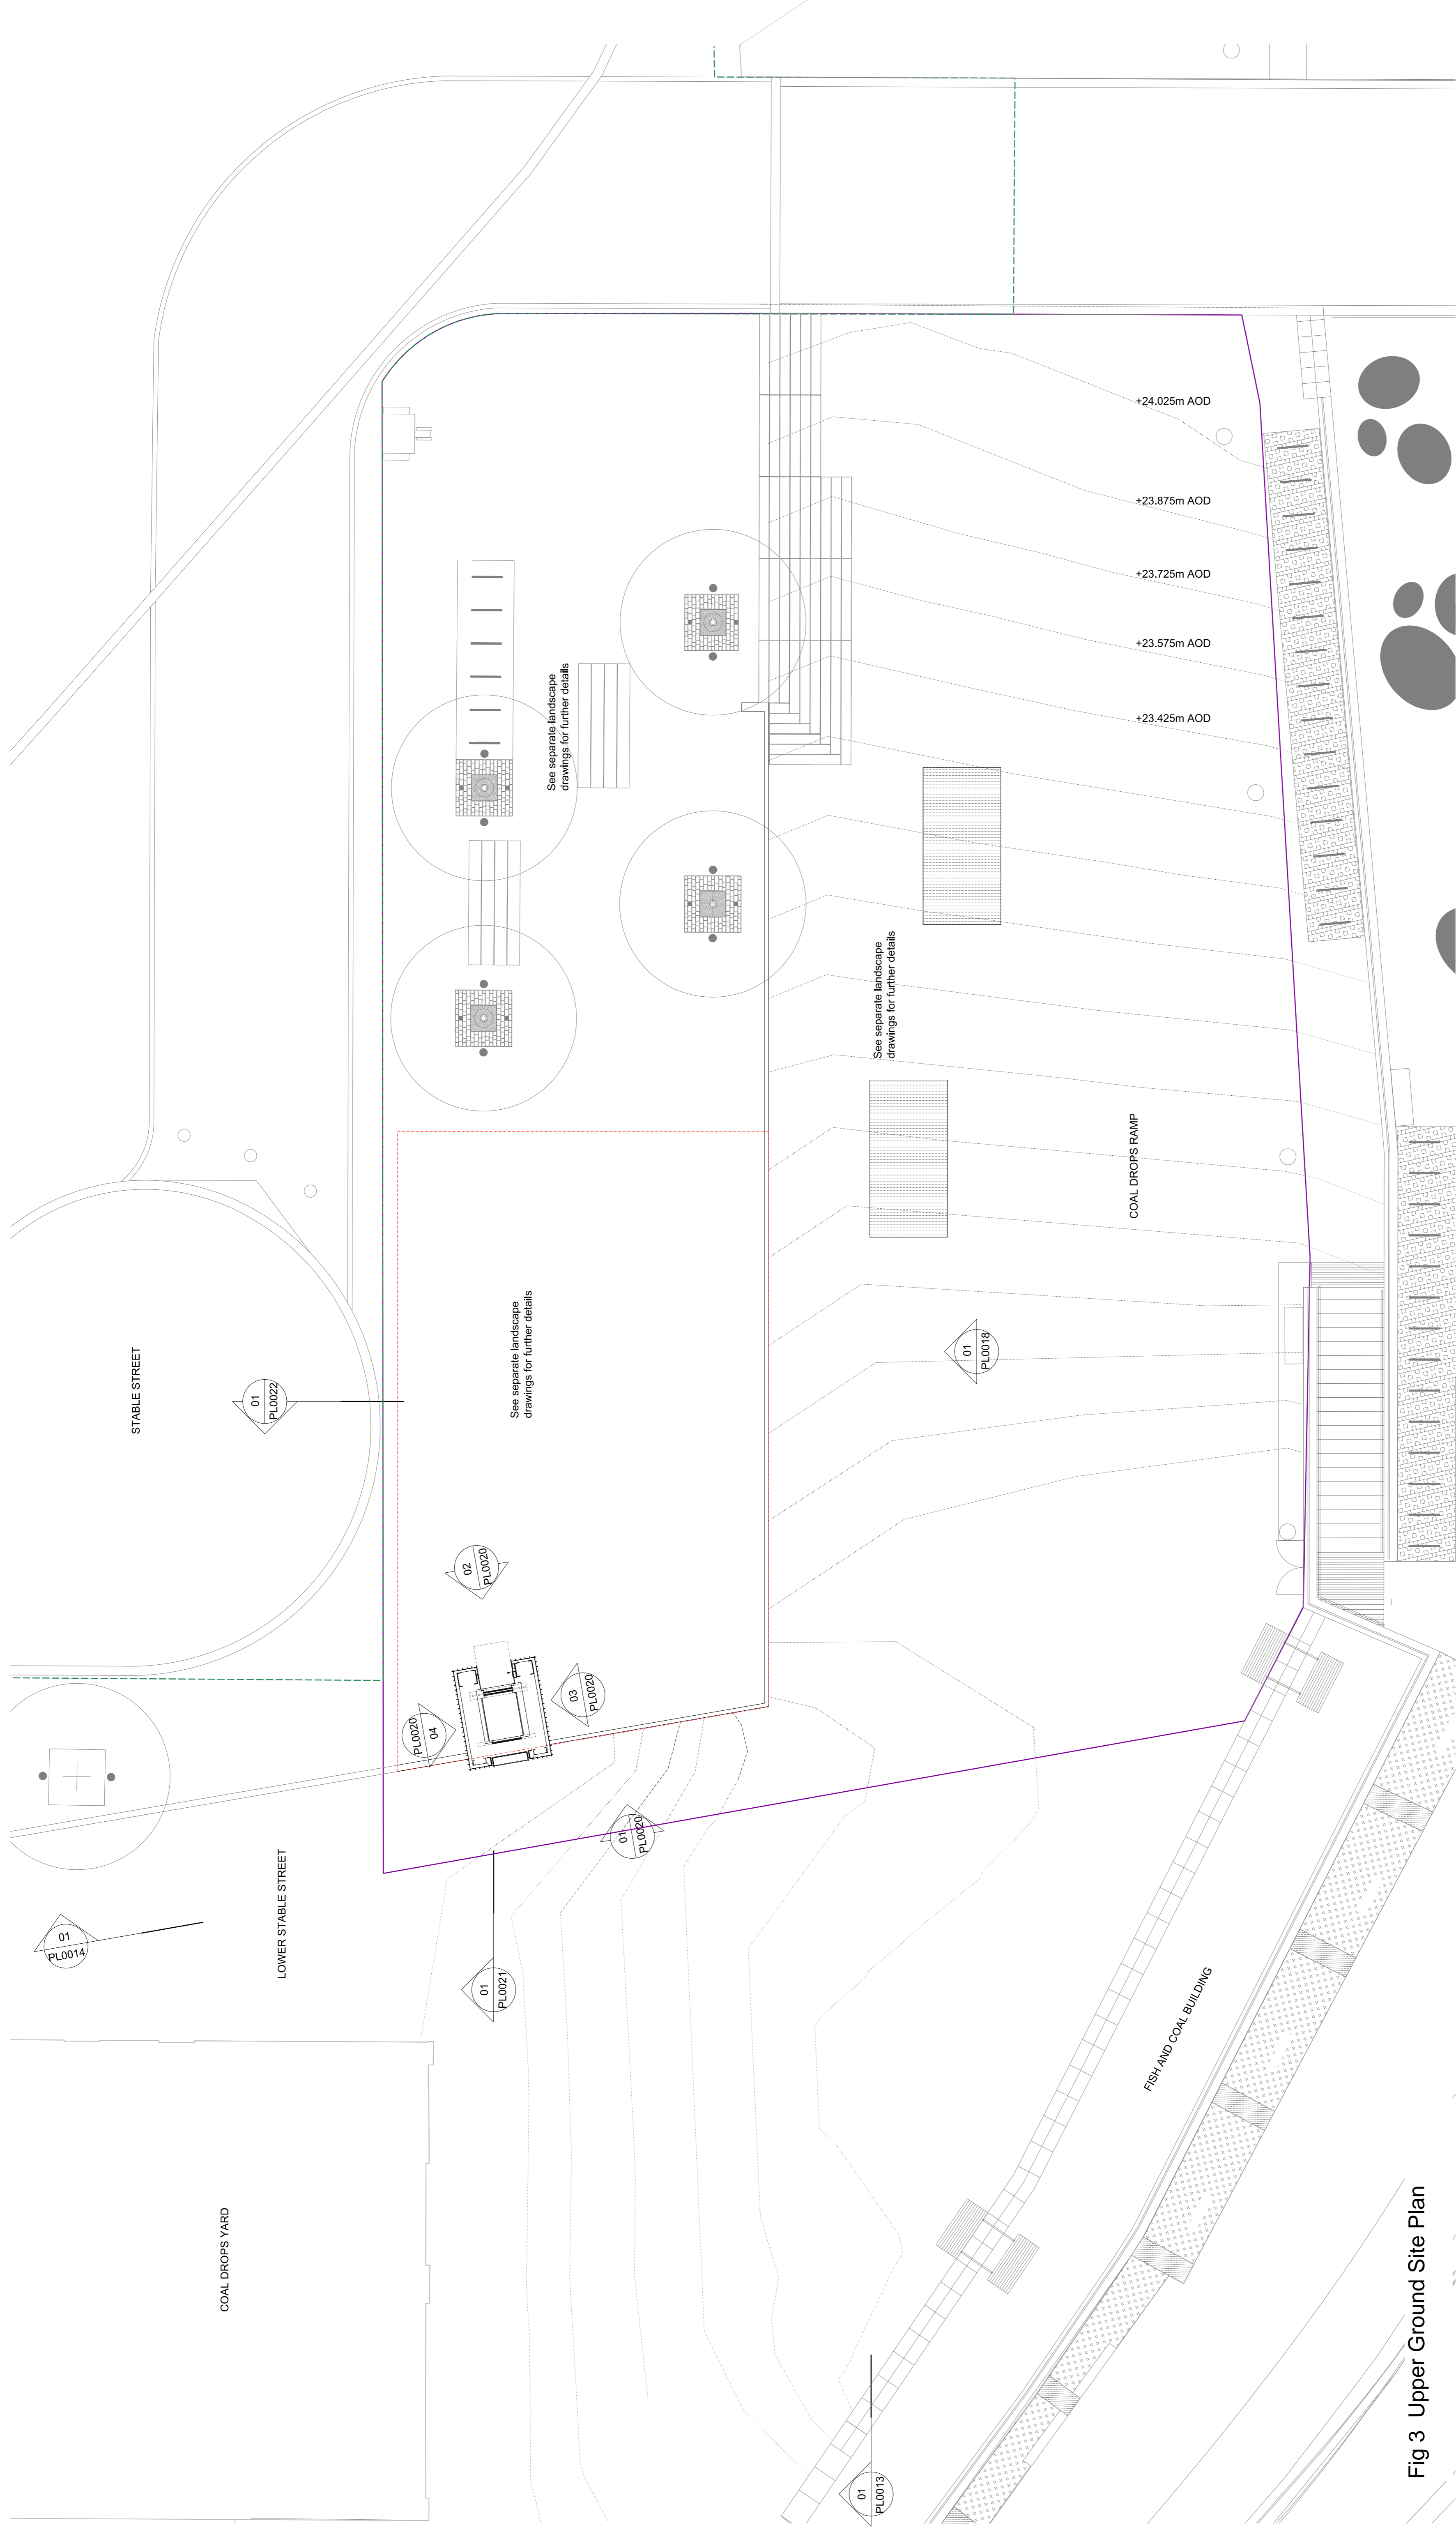 +24.025m AOD
+23.875m AOD
+23.725m AOD
+23.575m AOD
+23.425m AOD
See separate landscape
drawings for further details
See separate landscape
drawings for further details
COAL DROPS RAMP
See separate landscape
drawings for further details
STABLE STREET
01
PL0022
01
PL0018
02
PL0020
03
PL0020
PL0020
04
01
PL0020
LOWER STABLE STREET
01
PL0014
01
PL0021
FISH AND COAL BUILDING
COAL DROPS YARD
01
PL0013
Fig 3 Upper Ground Site Plan